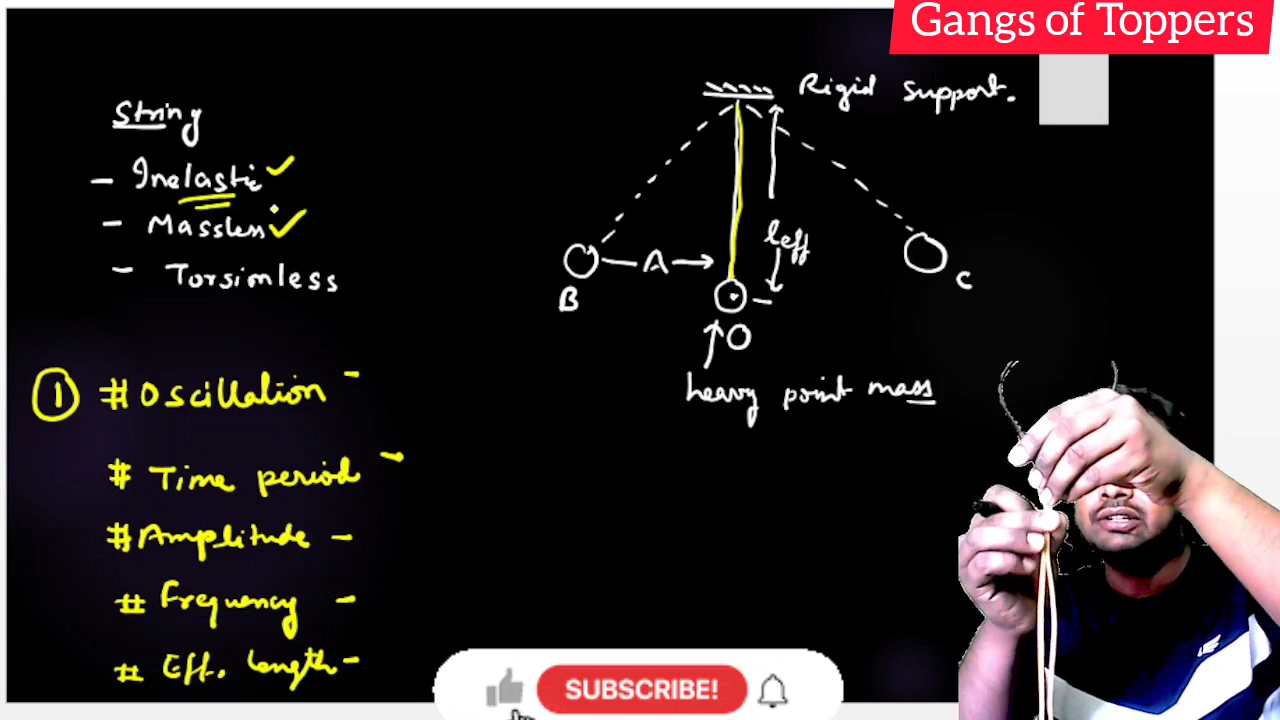 Gangs of Toppers
String
- Inelastic ✓
- Massless ✓
- Torsionless
① # Oscillation -
# Time period -
# Amplitude -
# Frequency -
# Eff. length -
Rigid support.
leff
B
A
C
O
heavy point mass
SUBSCRIBE!